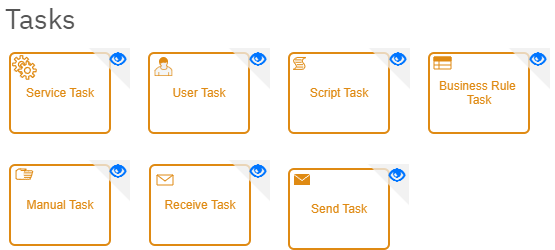 Tasks
Service Task
User Task
Script Task
Business Rule
Task
Manual Task
Receive Task
Send Task